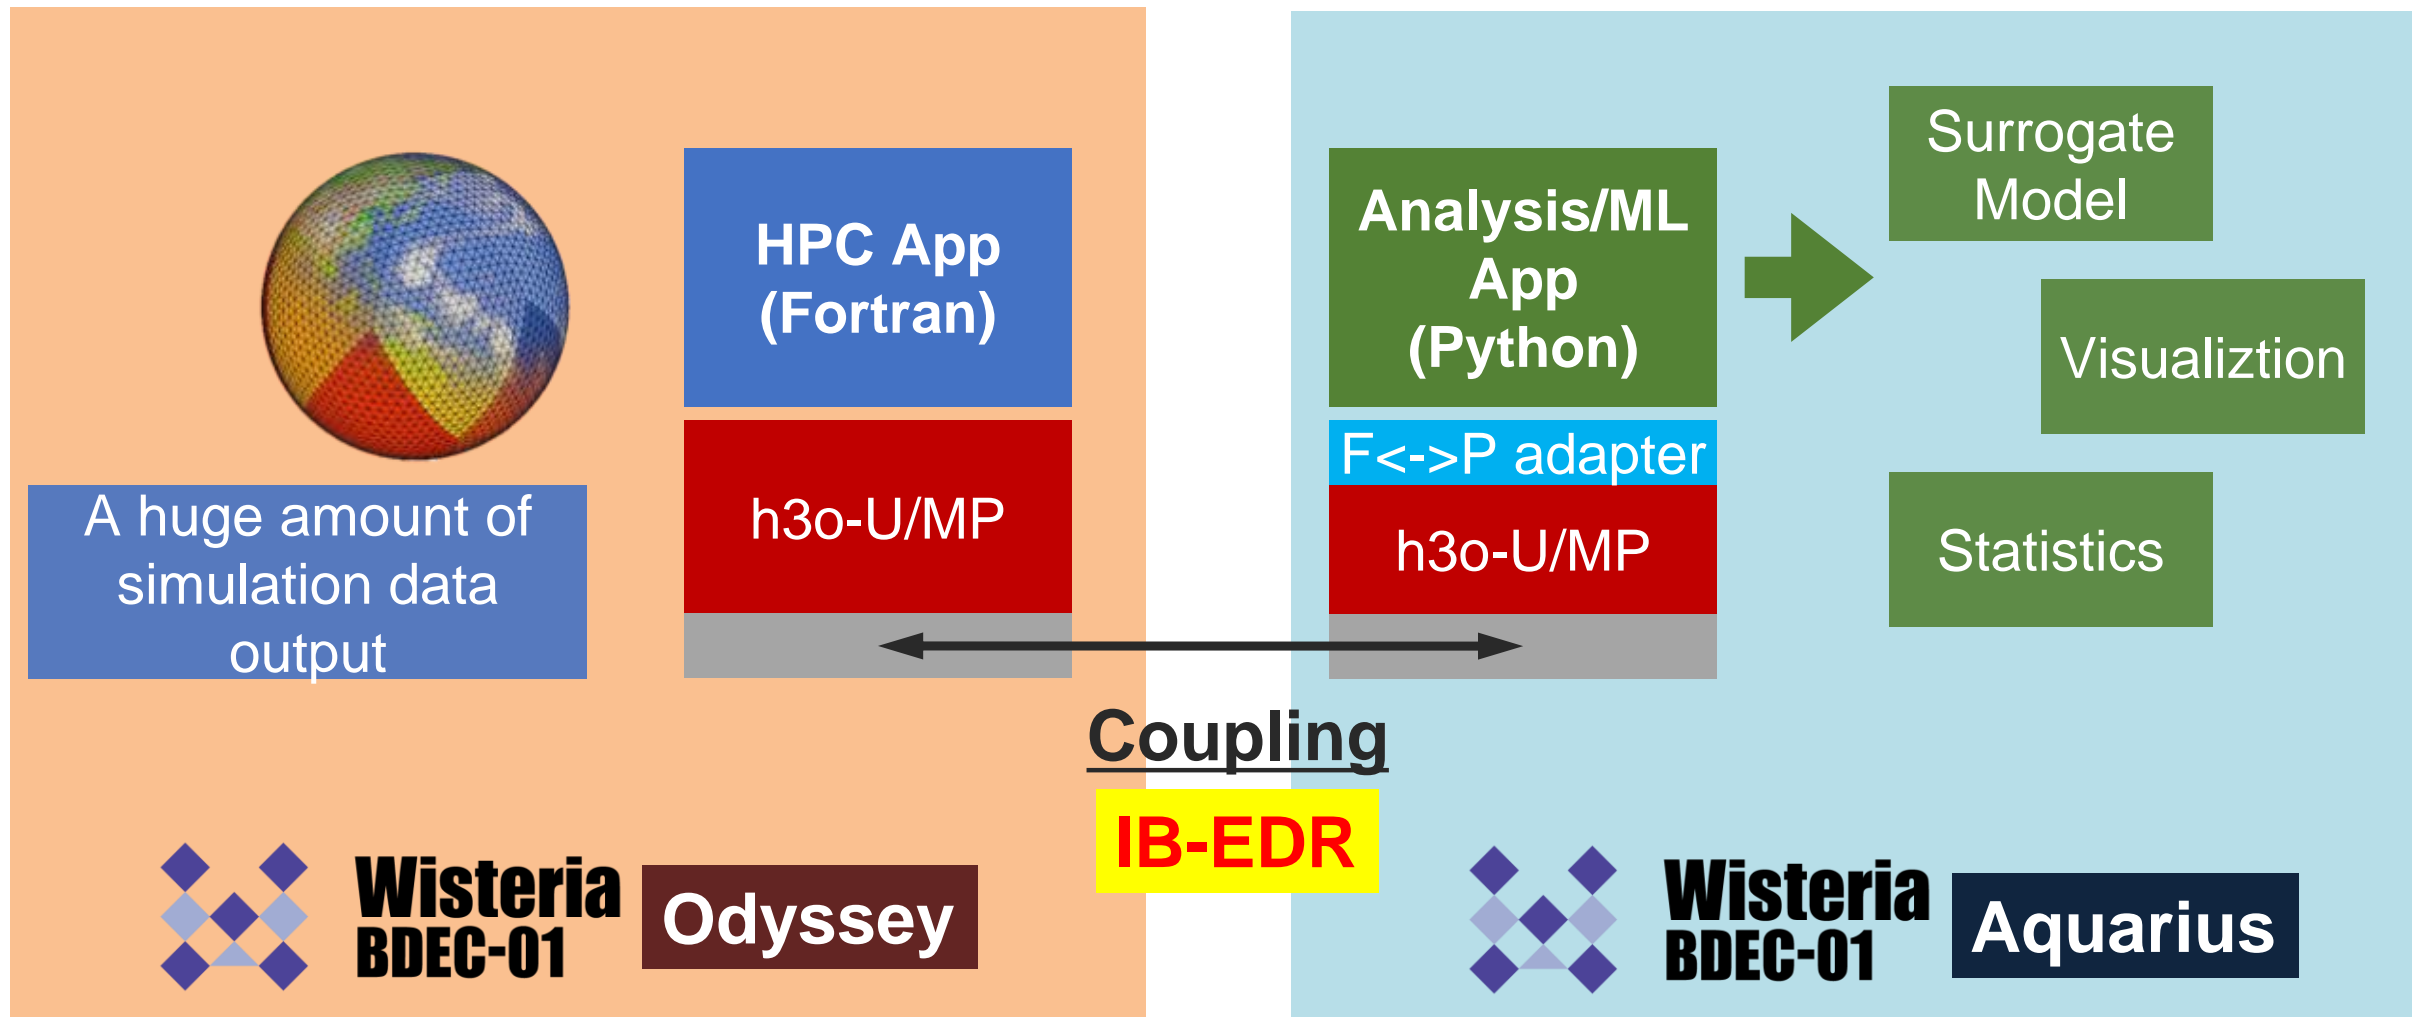 HPC App
(Fortran)
h3o-U/MP
A huge amount of
simulation data
output
Analysis/ML
App
(Python)
F<->P adapter
h3o-U/MP
Surrogate
Model
Visualiztion
Statistics
Coupling
IB-EDR
Wisteria
BDEC-01
Odyssey
Wisteria
BDEC-01
Aquarius